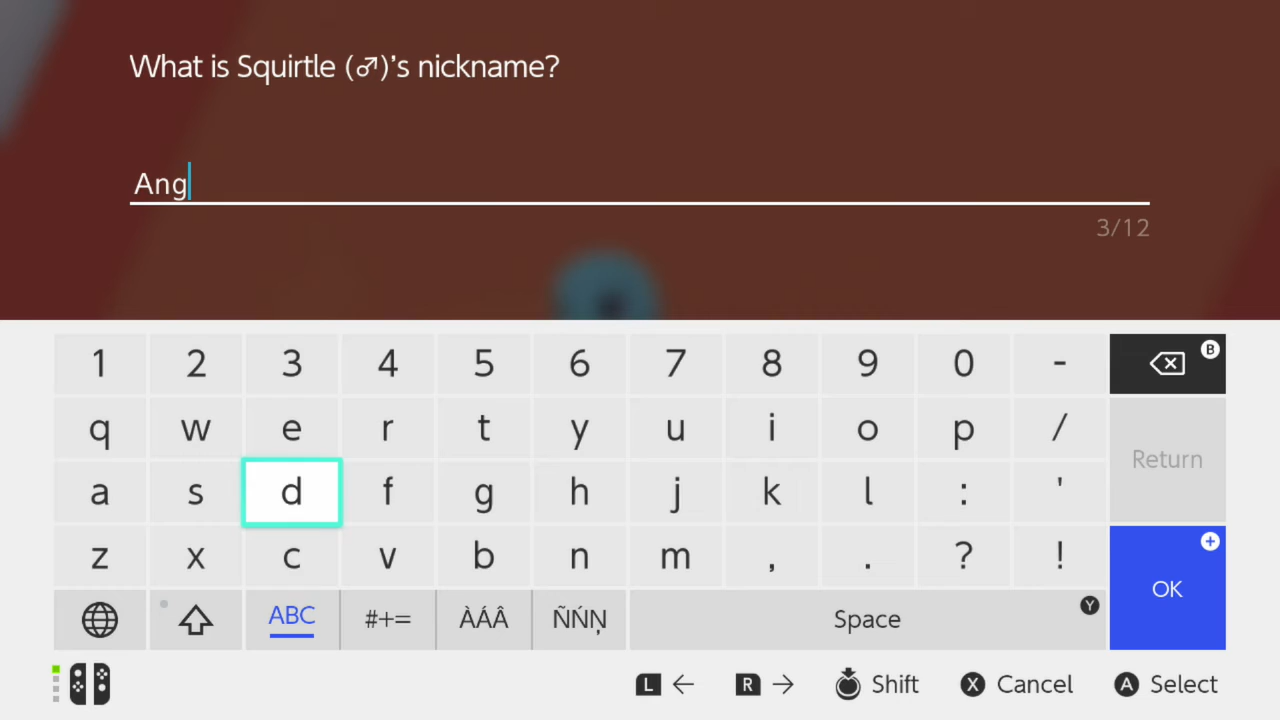 What is Squirtle (♂)'s nickname?
Ang
3/12
1 2 3 4 5 6 7 8 9 0 - B
q w e r t y u i o p / Return
a s d f g h j k l : '
z x c v b n m , . ? ! + OK
ABC #+= ÀÁÂ ÑŃŅ Space Y
L ← R → Shift X Cancel A Select